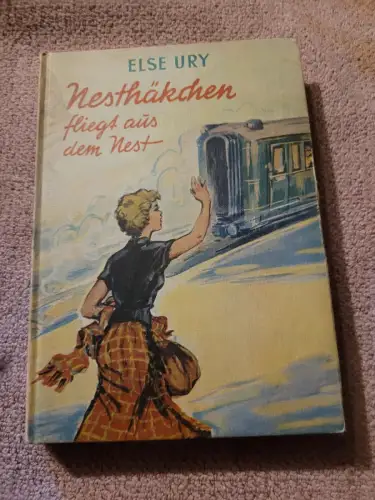 ELSE URY
Nesthäkchen
fliegt aus
dem Nest